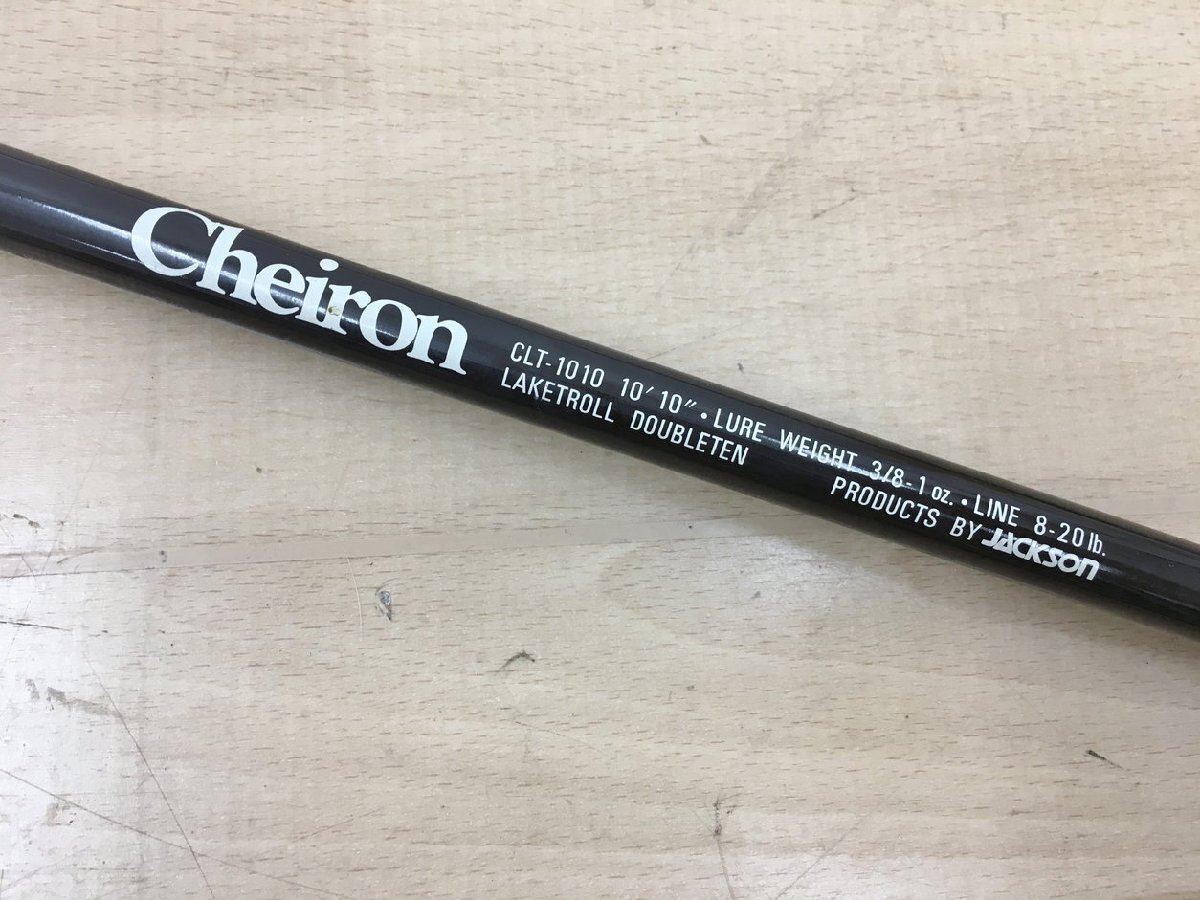 Cheiron
CLT-1010 10′10″・LURE WEIGHT 3/8-1 oz.・LINE 8-20 lb.
LAKETROLL DOUBLETEN
PRODUCTS BY JACKSON